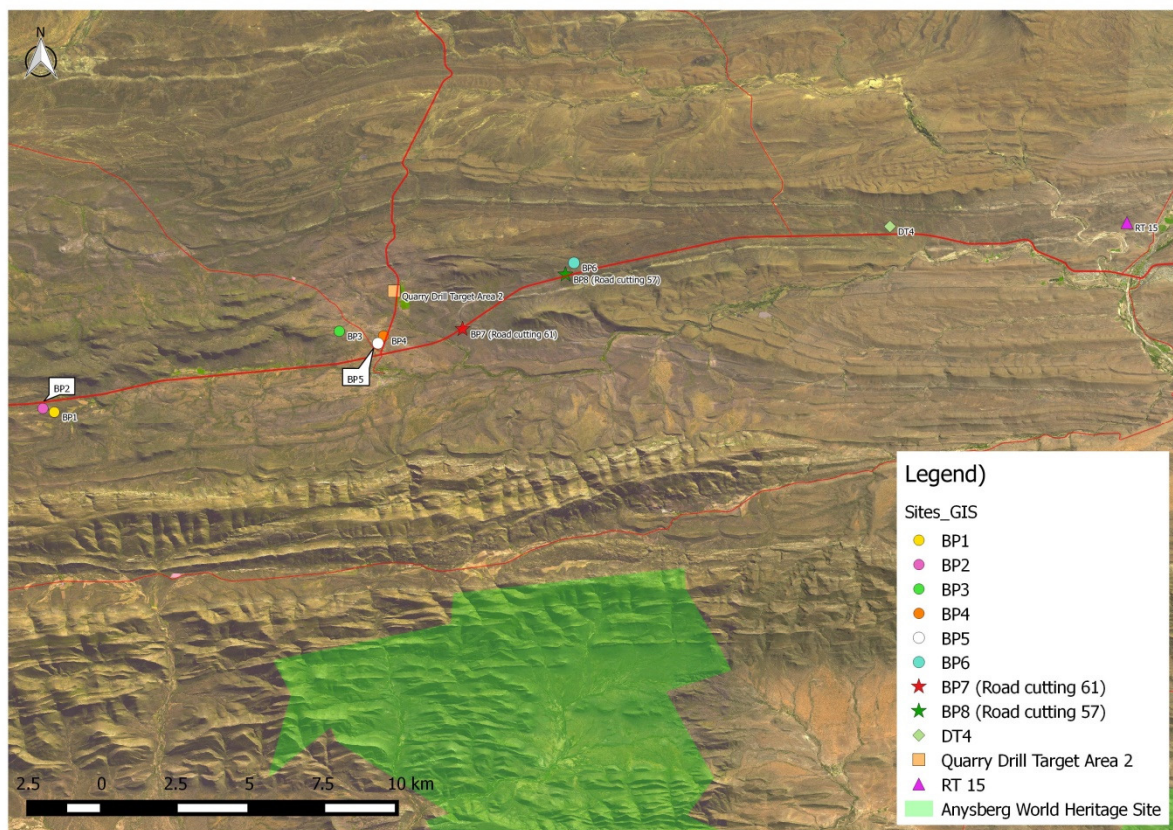 N
RT 15
DT4
BP6
BP8 (Road cutting 57)
Quarry Drill Target Area 2
BP7 (Road cutting 61)
BP3
BP4
BP5
BP2
BP1
Legend)
Sites_GIS
BP1
BP2
BP3
BP4
BP5
BP6
BP7 (Road cutting 61)
BP8 (Road cutting 57)
DT4
Quarry Drill Target Area 2
RT 15
Anysberg World Heritage Site
2.5 0 2.5 5 7.5 10 km